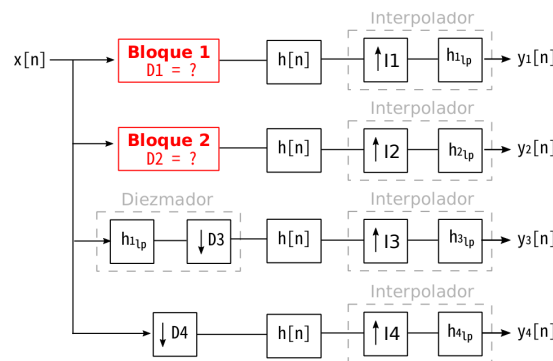 Interpolador
x[n]
Bloque 1
D1 = ?
h[n]
↑I1
h1lp
y1[n]
Interpolador
Bloque 2
D2 = ?
h[n]
↑I2
h2lp
y2[n]
Diezmador
Interpolador
h1lp
↓D3
h[n]
↑I3
h3lp
y3[n]
Interpolador
↓D4
h[n]
↑I4
h4lp
y4[n]